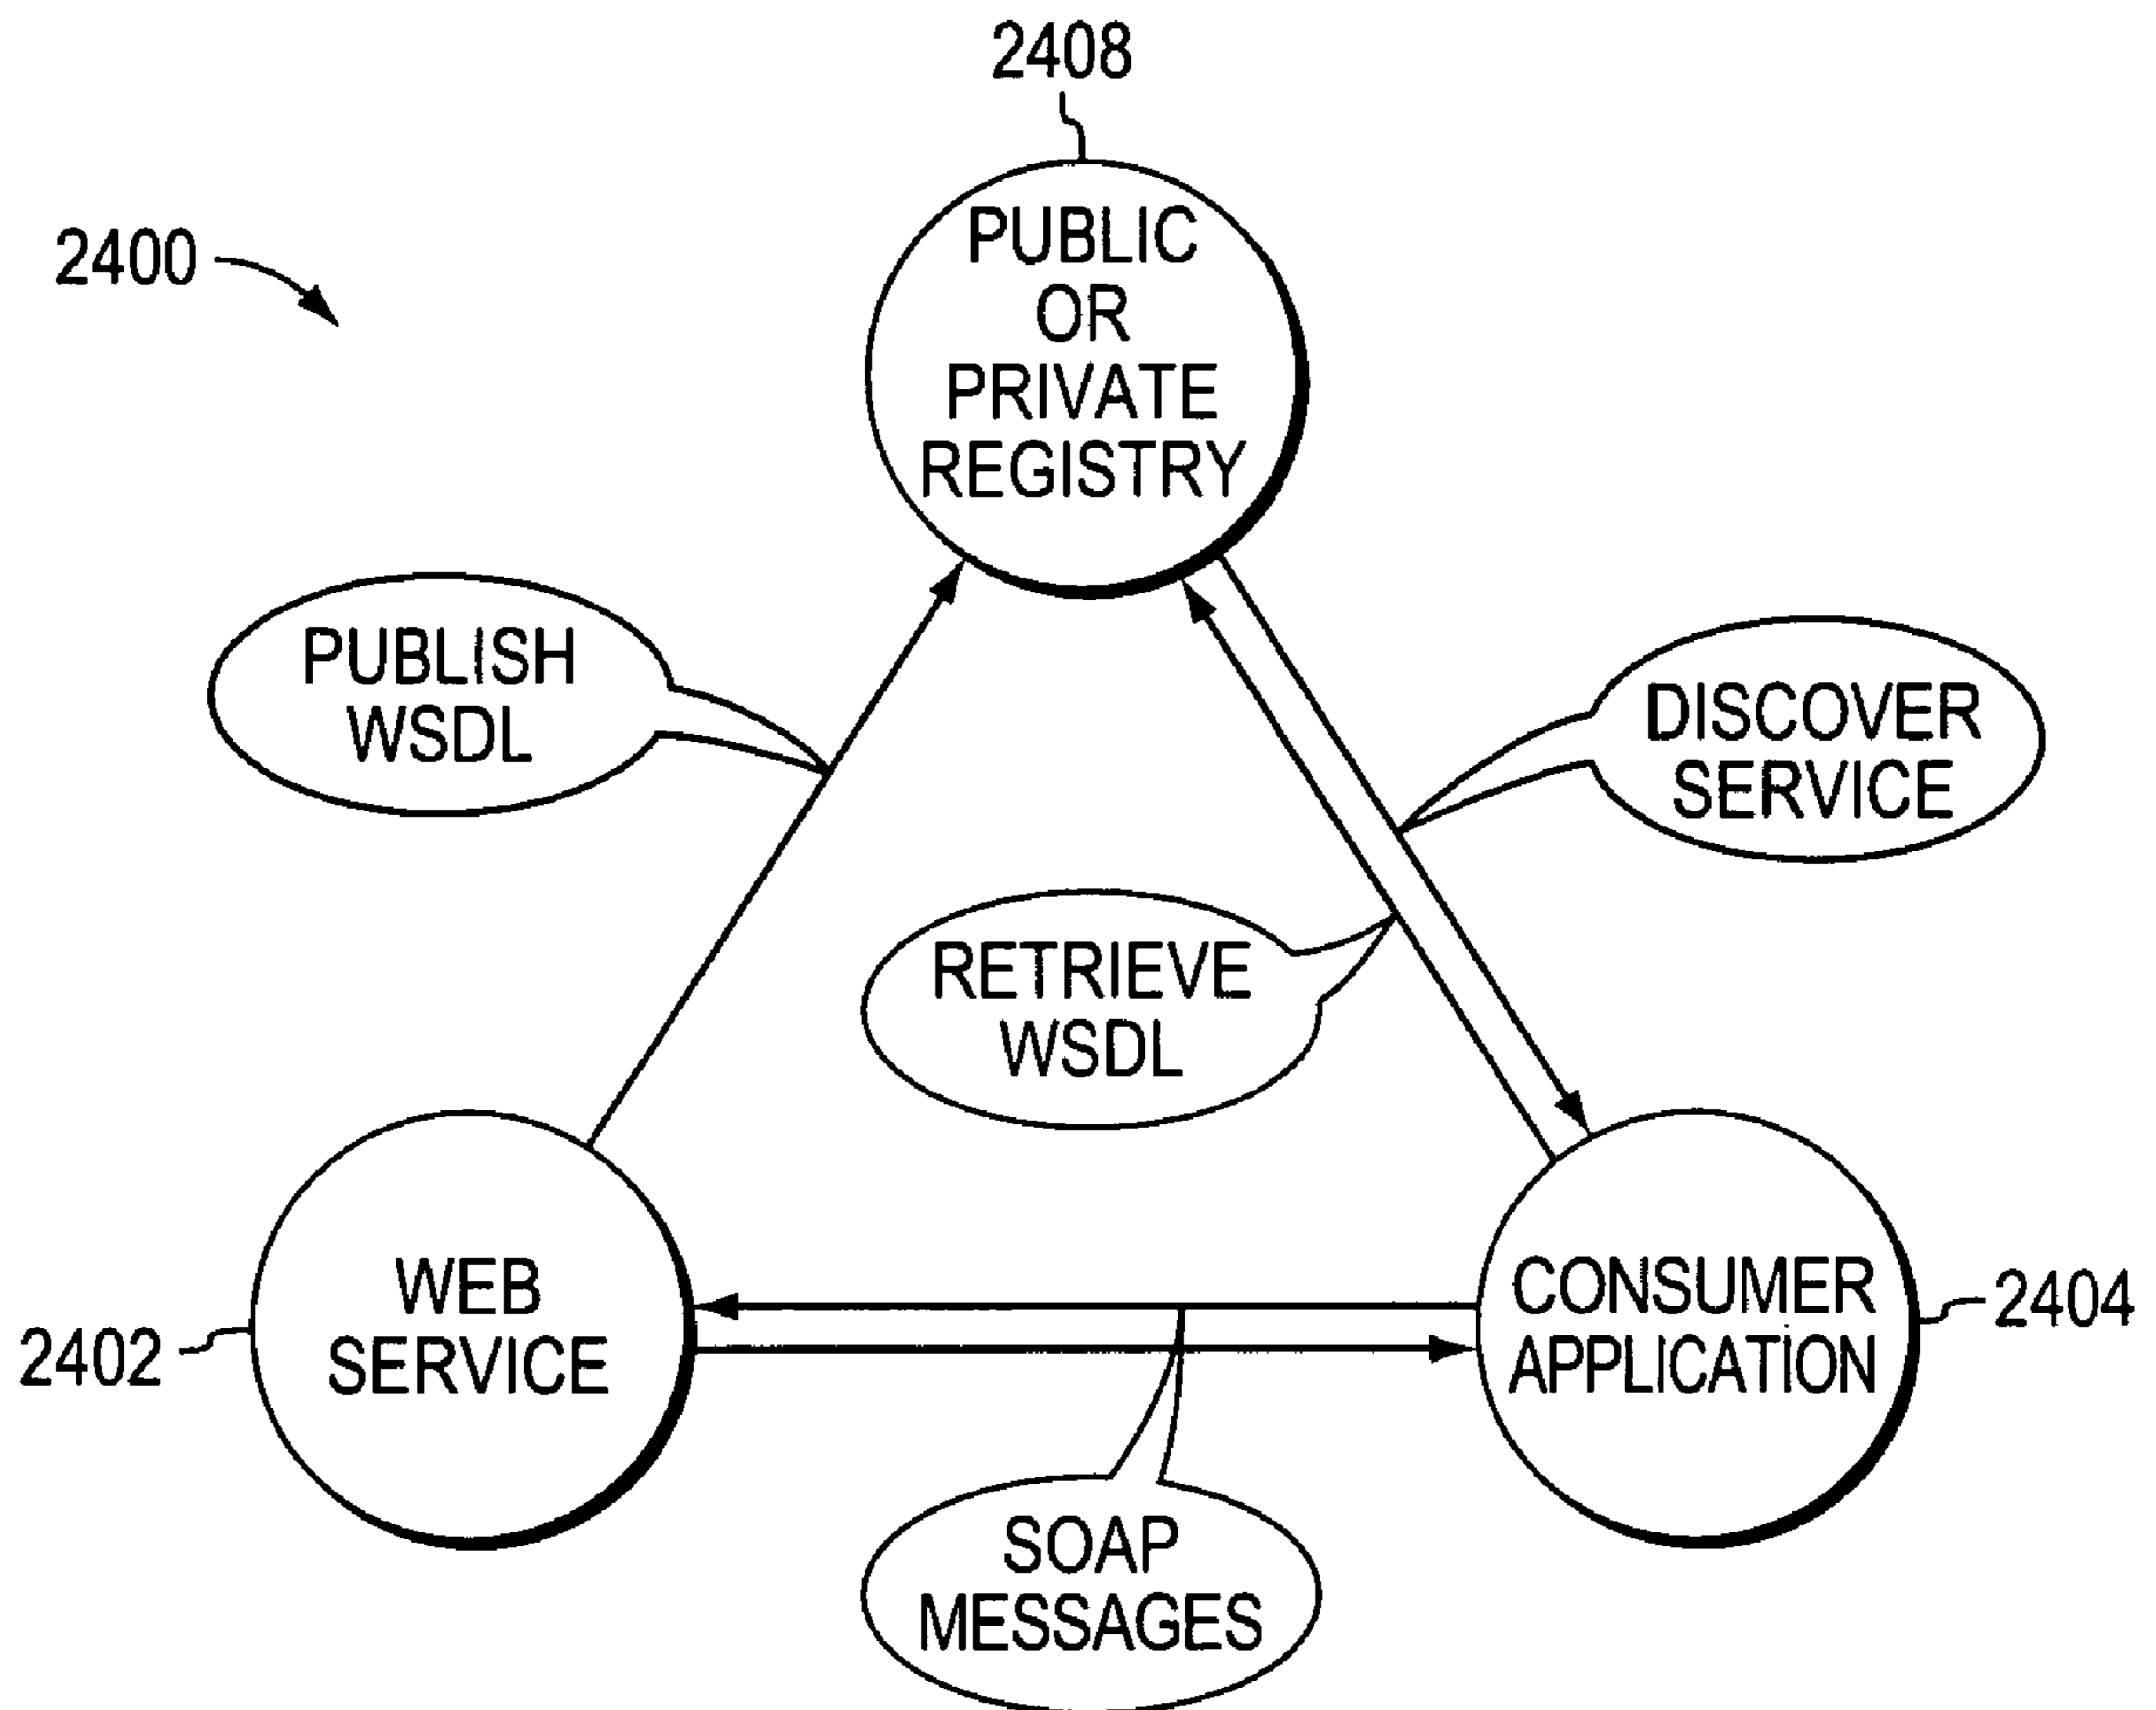 2408
2400
PUBLIC
OR
PRIVATE
REGISTRY
PUBLISH
WSDL
DISCOVER
SERVICE
RETRIEVE
WSDL
WEB
SERVICE
2402
CONSUMER
APPLICATION
2404
SOAP
MESSAGES